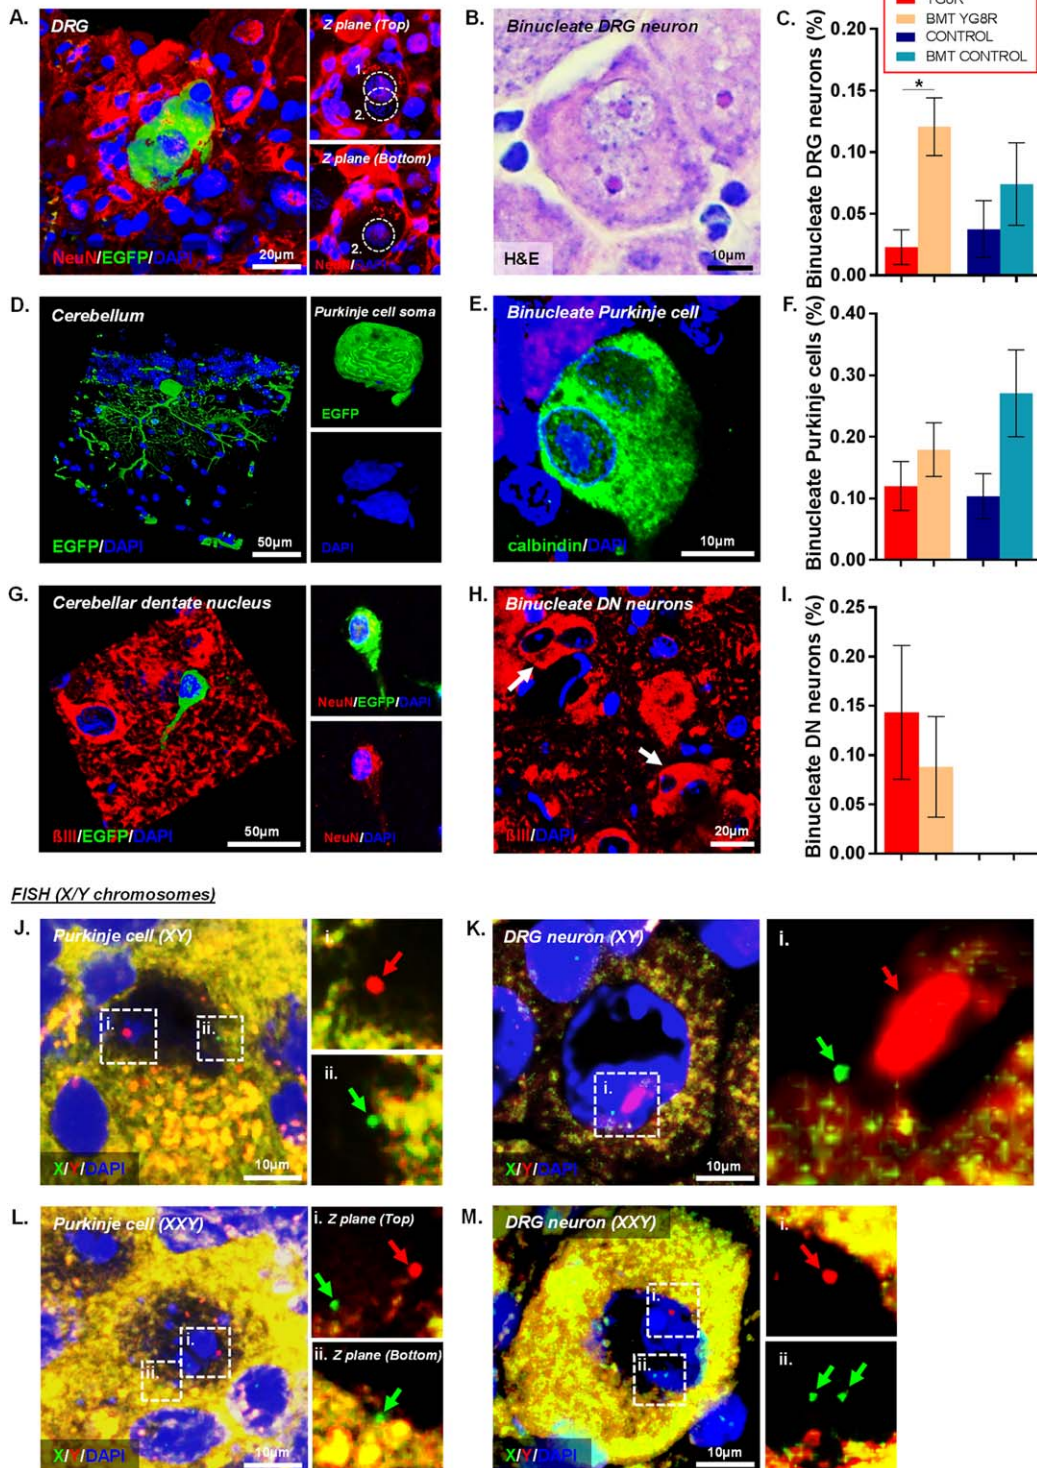 A.
DRG
NeuN/EGFP/DAPI
20µm
Z plane (Top)
1.
2.
Z plane (Bottom)
2.
NeuN/DAPI
B.
Binucleate DRG neuron
H&E
10µm
C.
YG8R
BMT YG8R
CONTROL
BMT CONTROL
Binucleate DRG neurons (%)
0.20
0.15
0.10
0.05
0.00
*
D.
Cerebellum
EGFP/DAPI
50µm
Purkinje cell soma
EGFP
DAPI
E.
Binucleate Purkinje cell
calbindin/DAPI
10µm
F.
Binucleate Purkinje cells (%)
0.40
0.30
0.20
0.10
0.00
G.
Cerebellar dentate nucleus
ßIII/EGFP/DAPI
50µm
NeuN/EGFP/DAPI
NeuN/DAPI
H.
Binucleate DN neurons
ßIII/DAPI
20µm
I.
Binucleate DN neurons (%)
0.25
0.20
0.15
0.10
0.05
0.00
FISH (X/Y chromosomes)
J.
Purkinje cell (XY)
i.
ii.
X/Y/DAPI
10µm
i.
ii.
K.
DRG neuron (XY)
i.
X/Y/DAPI
10µm
i.
L.
Purkinje cell (XXY)
i.
ii.
X/Y/DAPI
10µm
i. Z plane (Top)
ii. Z plane (Bottom)
M.
DRG neuron (XXY)
i.
ii.
X/Y/DAPI
10µm
i.
ii.